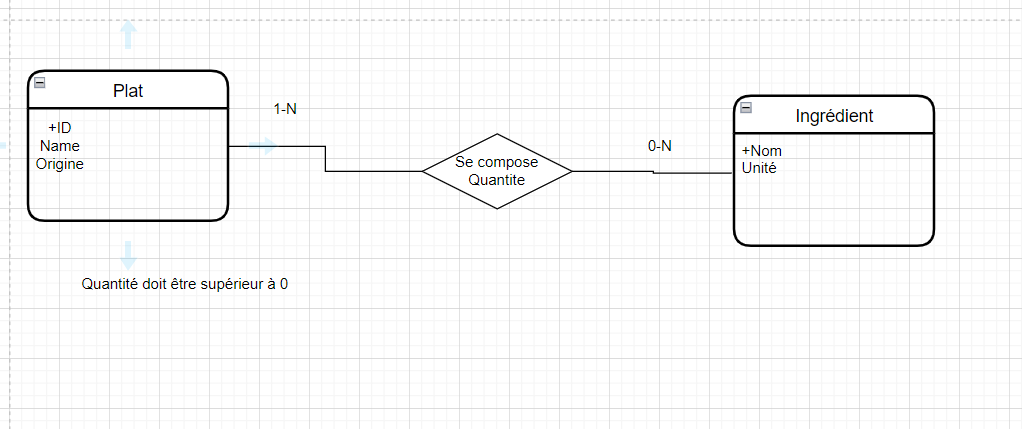 Plat
+ID
Name
Origine
1-N
Se compose
Quantite
0-N
Ingrédient
+Nom
Unité
Quantité doit être supérieur à 0